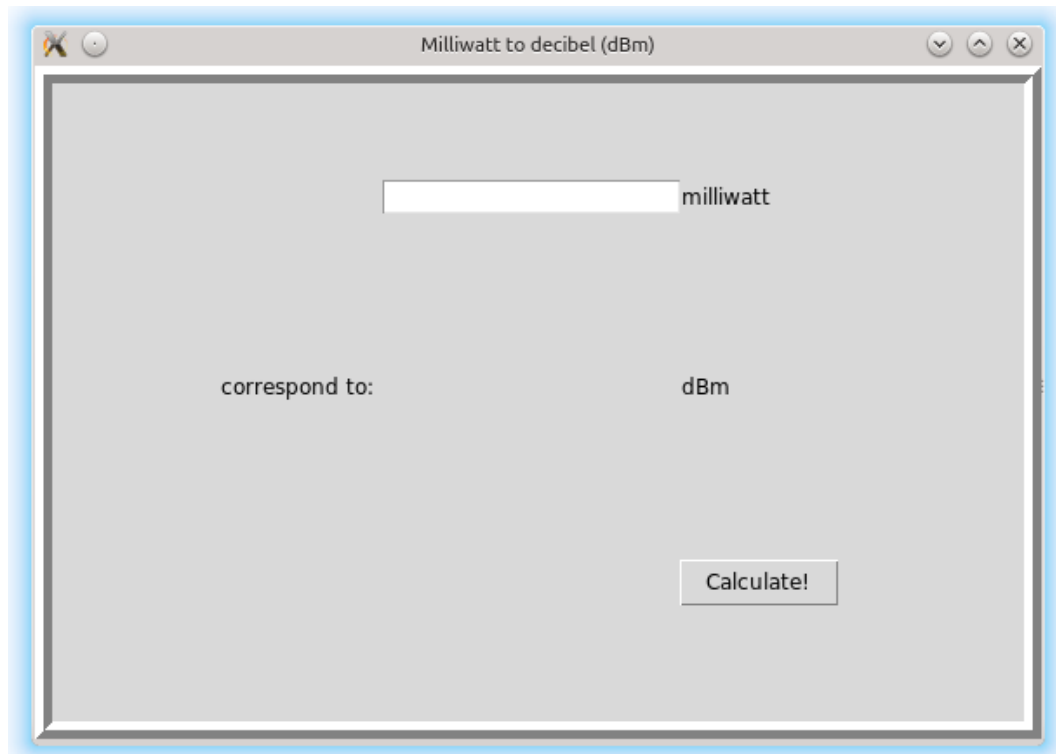 Milliwatt to decibel (dBm)
milliwatt
correspond to: dBm
Calculate!